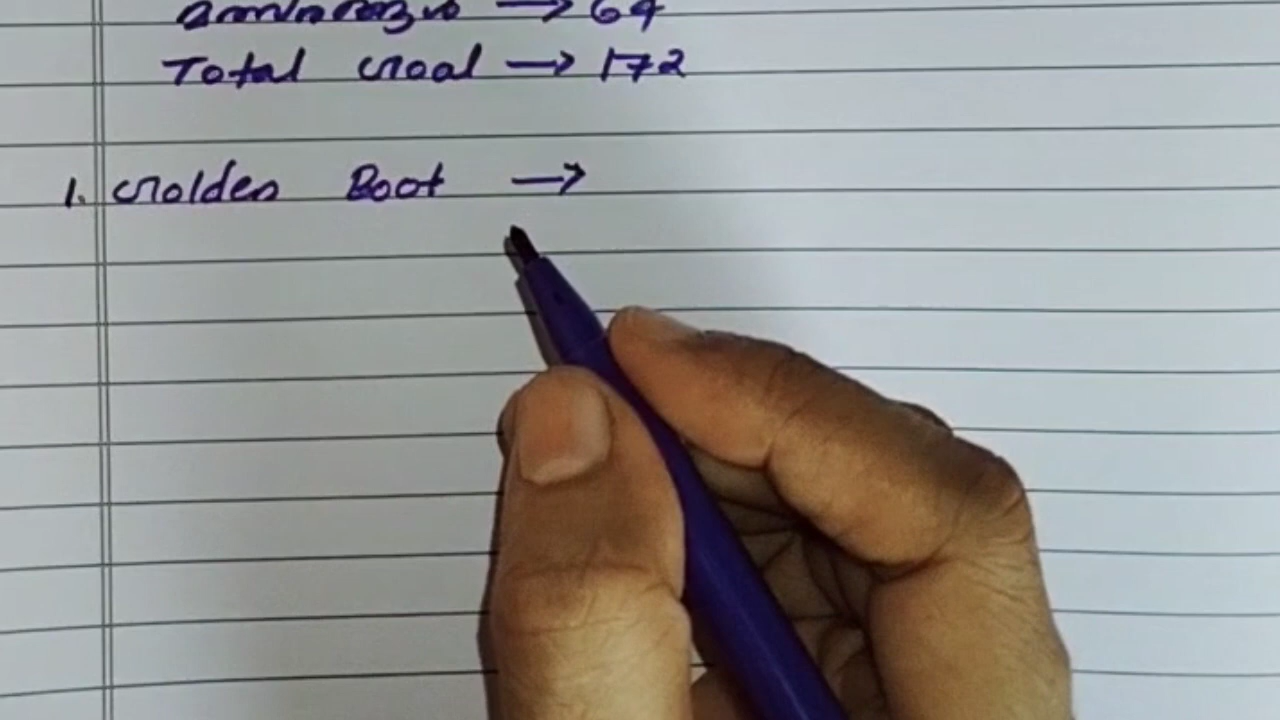 → 64
Total Goal → 172
1. Golden Boot →